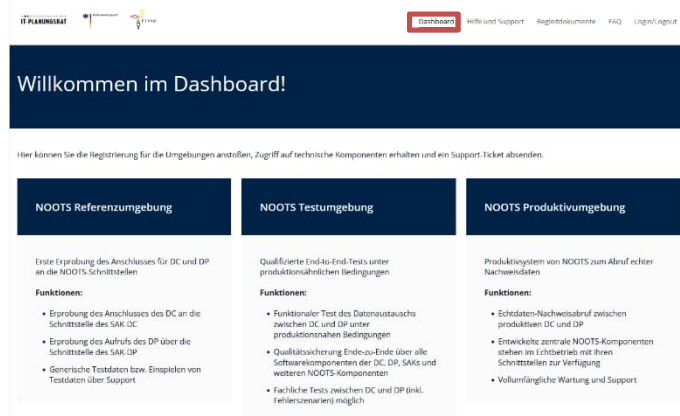 IT-PLANUNGSRAT
FITKO
Dashboard Hilfe und Support Begleitdokumente FAQ Login/Logout
Willkommen im Dashboard!
Hier können Sie die Registrierung für die Umgebungen anstoßen, Zugriff auf technische Komponenten erhalten und ein Support-Ticket absenden.
NOOTS Referenzumgebung
Erste Erprobung des Anschlusses für DC und DP
an die NOOTS-Schnittstellen
Funktionen:
• Erprobung des Anschlusses des DC an die
Schnittstelle des SAK-DC
• Erprobung des Aufrufs des DP über die
Schnittstelle des SAK-DP
• Generische Testdaten bzw. Einspielen von
Testdaten über Support
NOOTS Testumgebung
Qualifizierte End-to-End-Tests unter
produktionsähnlichen Bedingungen
Funktionen:
• Funktionaler Test des Datenaustauschs
zwischen DC und DP unter
produktionsnahen Bedingungen
• Qualitätssicherung Ende-zu-Ende über alle
Softwarekomponenten der DC, DP, SAKs und
weiteren NOOTS-Komponenten
• Fachliche Tests zwischen DC und DP (inkl.
Fehlerszenarien) möglich
NOOTS Produktivumgebung
Produktivsystem von NOOTS zum Abruf echter
Nachweisdaten
Funktionen:
• Echtdaten-Nachweisabruf zwischen
produktiven DC und DP
• Entwickelte zentrale NOOTS-Komponenten
stehen im Echtbetrieb mit ihren
Schnittstellen zur Verfügung
• Vollumfängliche Wartung und Support